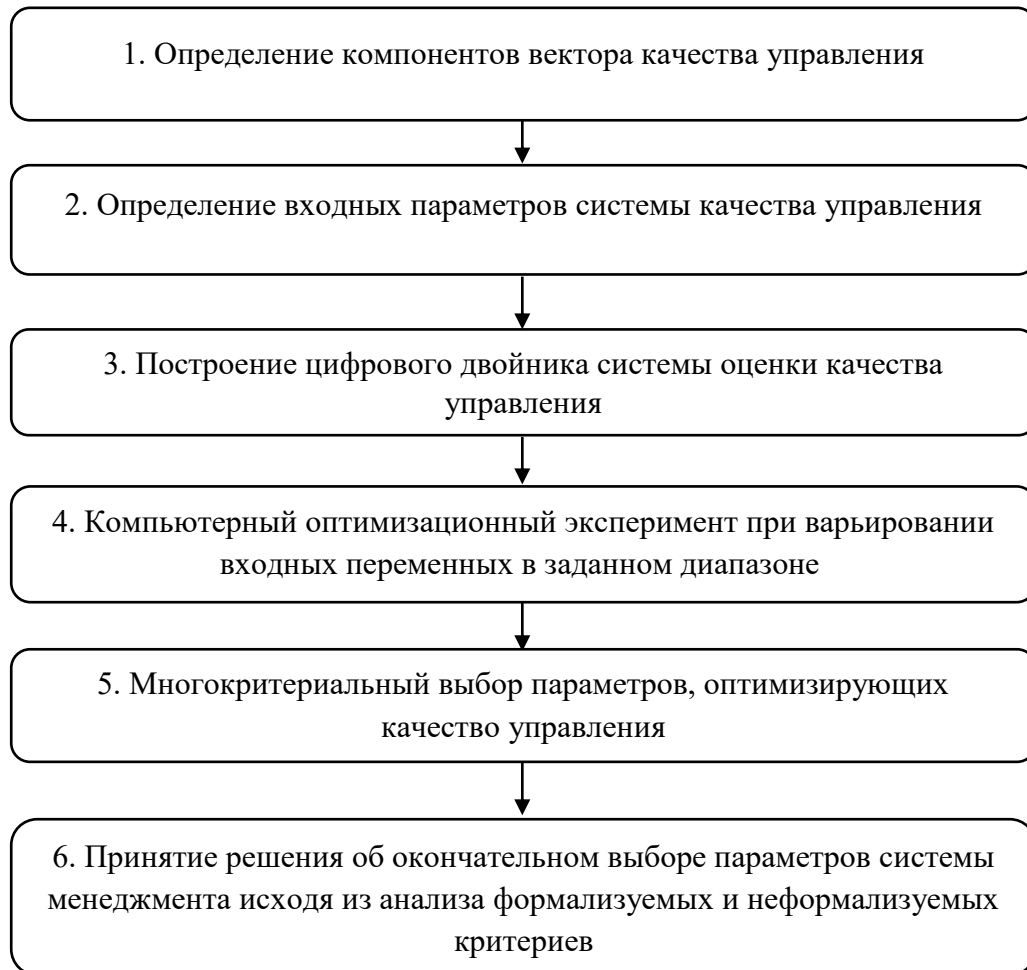 1. Определение компонентов вектора качества управления
2. Определение входных параметров системы качества управления
3. Построение цифрового двойника системы оценки качества
управления
4. Компьютерный оптимизационный эксперимент при варьировании
входных переменных в заданном диапазоне
5. Многокритериальный выбор параметров, оптимизирующих
качество управления
6. Принятие решения об окончательном выборе параметров системы
менеджмента исходя из анализа формализуемых и неформализуемых
критериев